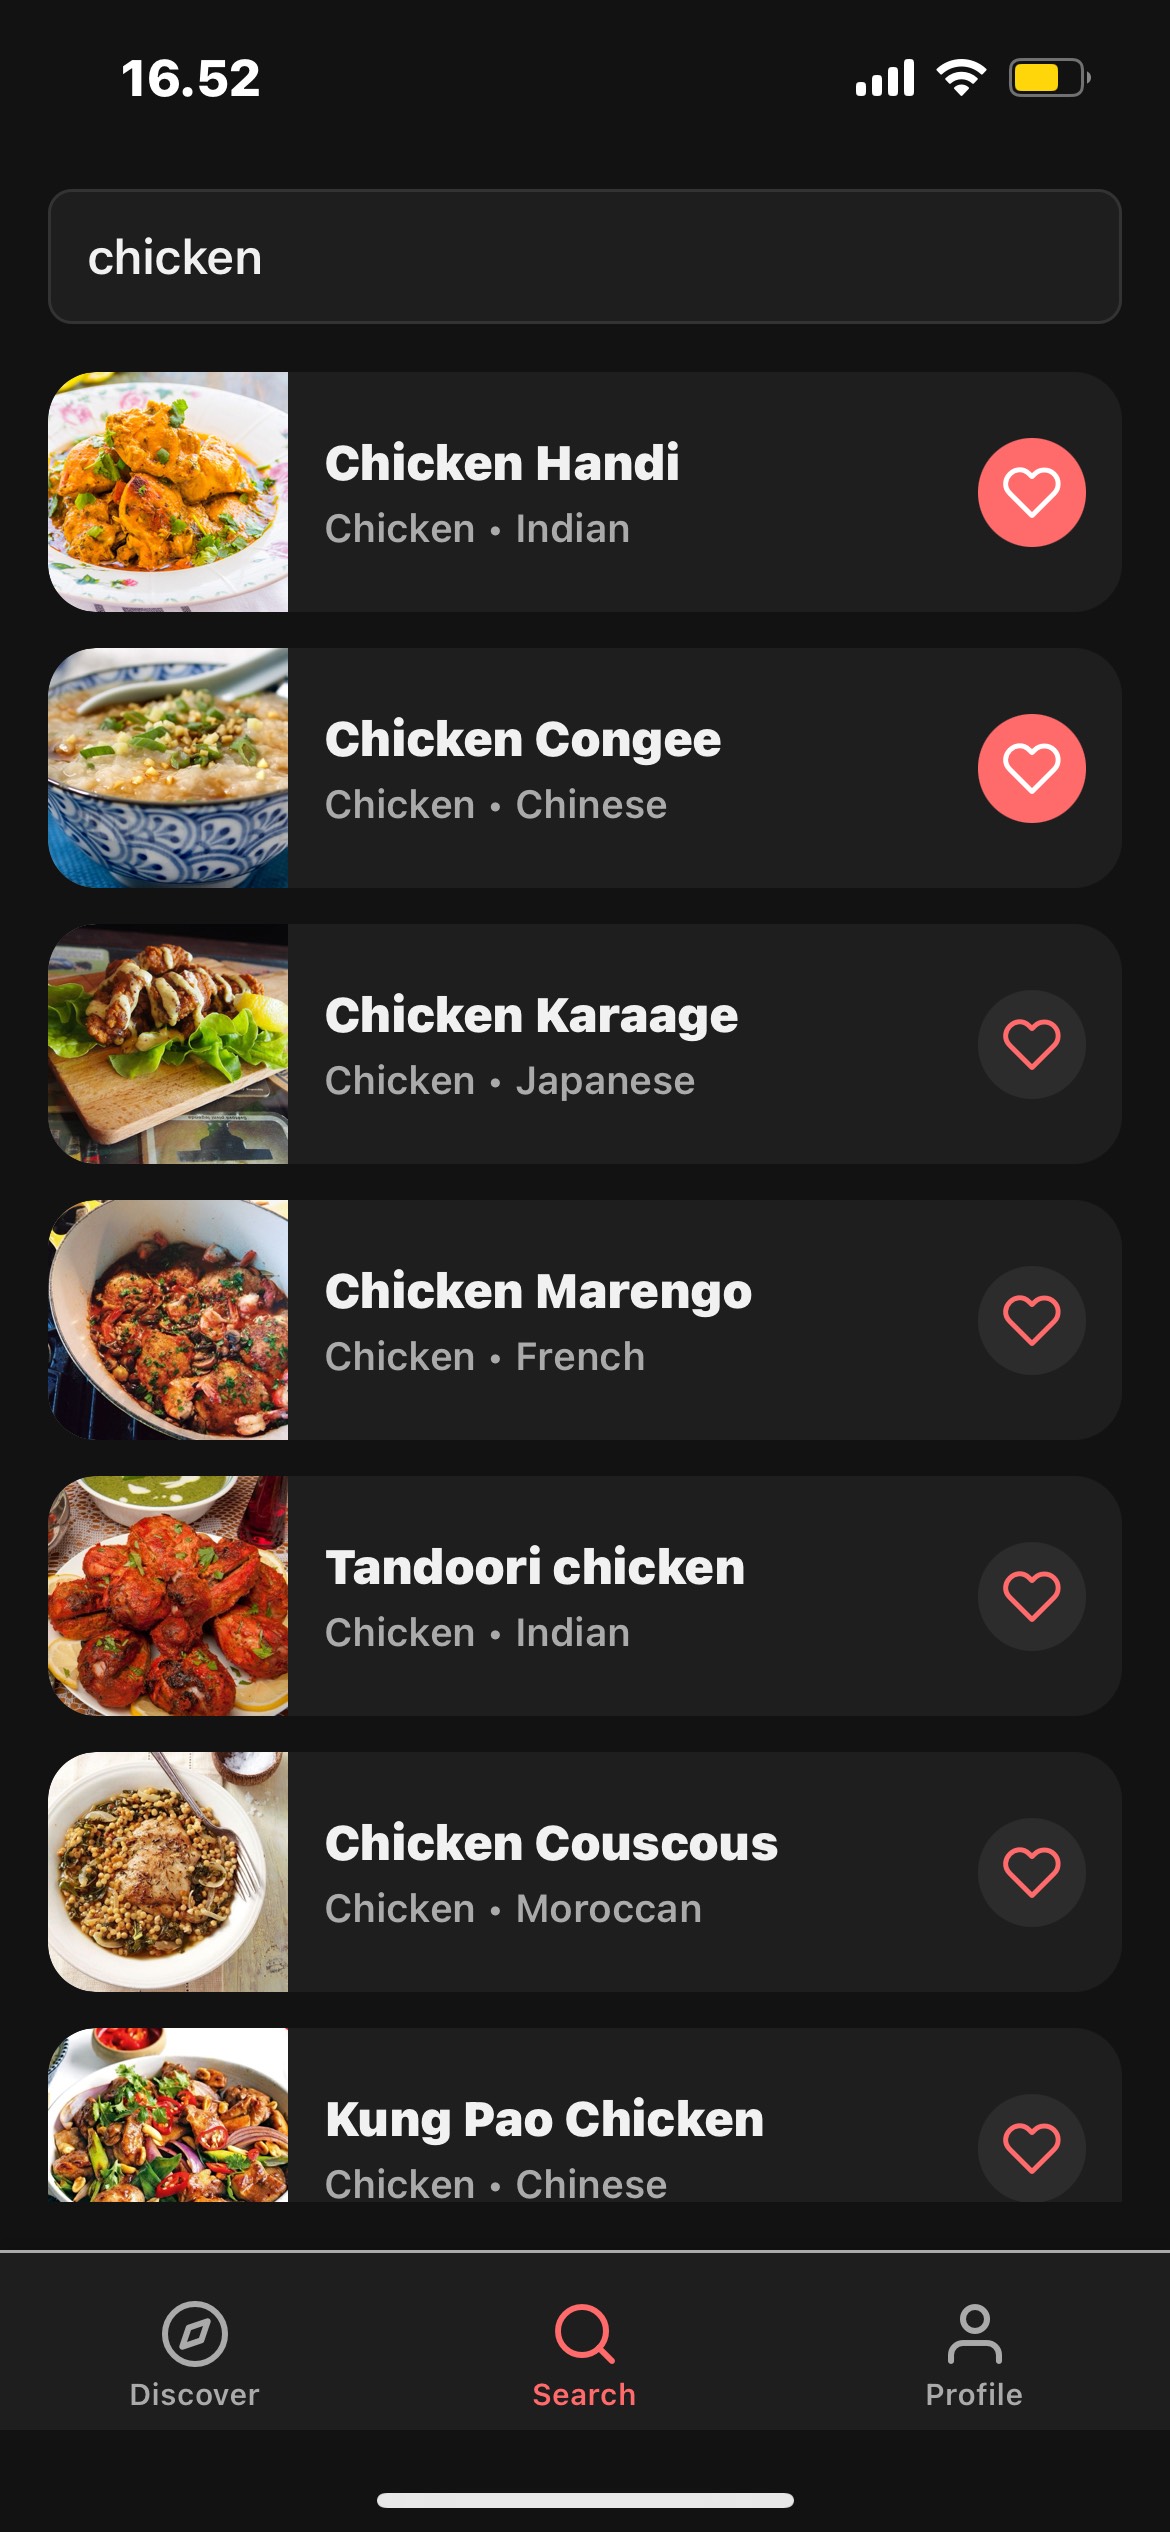 16.52
chicken
Chicken Handi
Chicken • Indian
Chicken Congee
Chicken • Chinese
Chicken Karaage
Chicken • Japanese
Chicken Marengo
Chicken • French
Tandoori chicken
Chicken • Indian
Chicken Couscous
Chicken • Moroccan
Kung Pao Chicken
Chicken • Chinese
Discover
Search
Profile